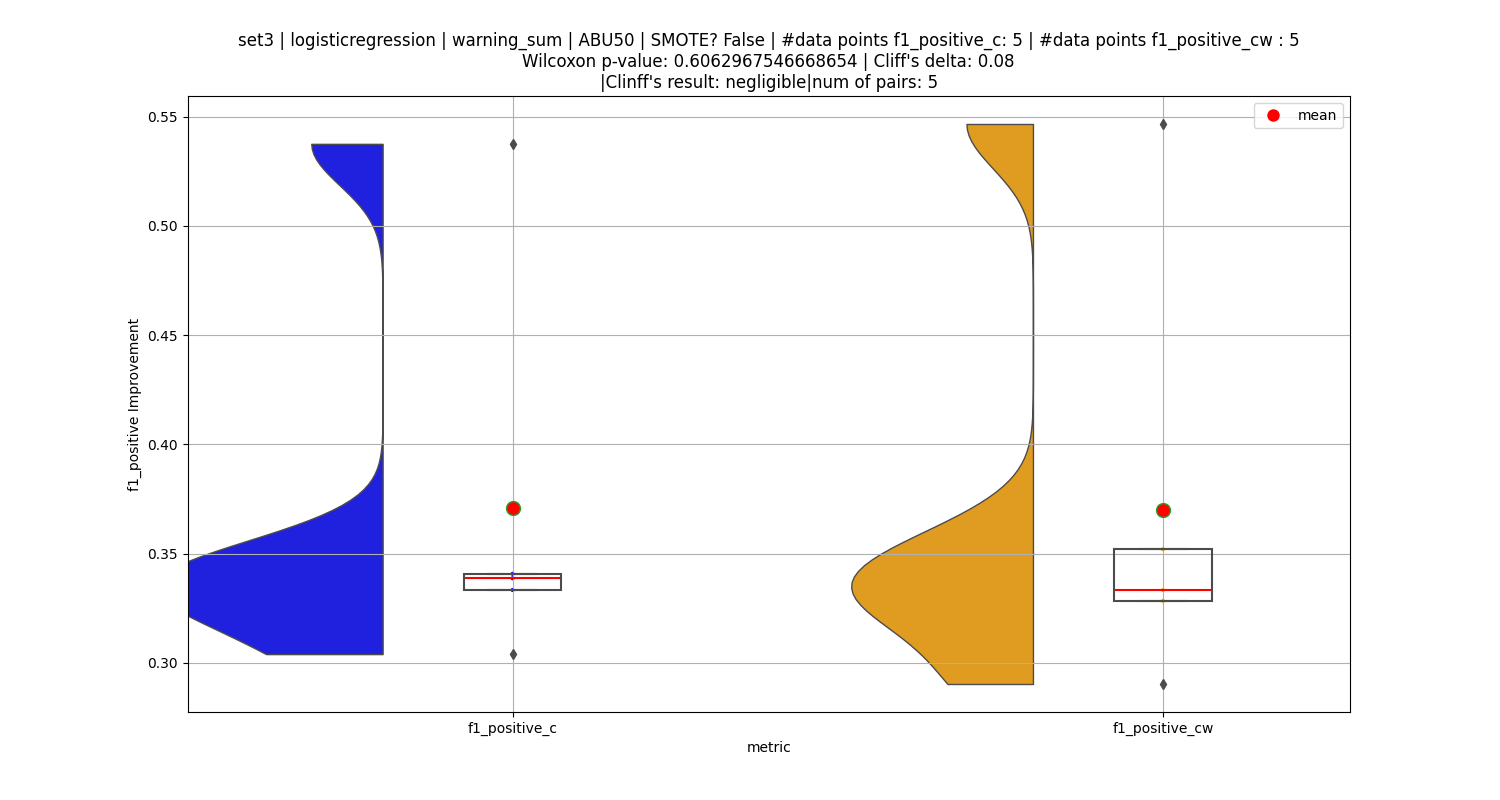 set3 | logisticregression | warning_sum | ABU50 | SMOTE? False | #data points f1_positive_c: 5 | #data points f1_positive_cw : 5
Wilcoxon p-value: 0.6062967546668654 | Cliff's delta: 0.08
|Clinff's result: negligible|num of pairs: 5
mean
0.55
0.50
0.45
0.40
0.35
0.30
f1_positive Improvement
f1_positive_c
f1_positive_cw
metric